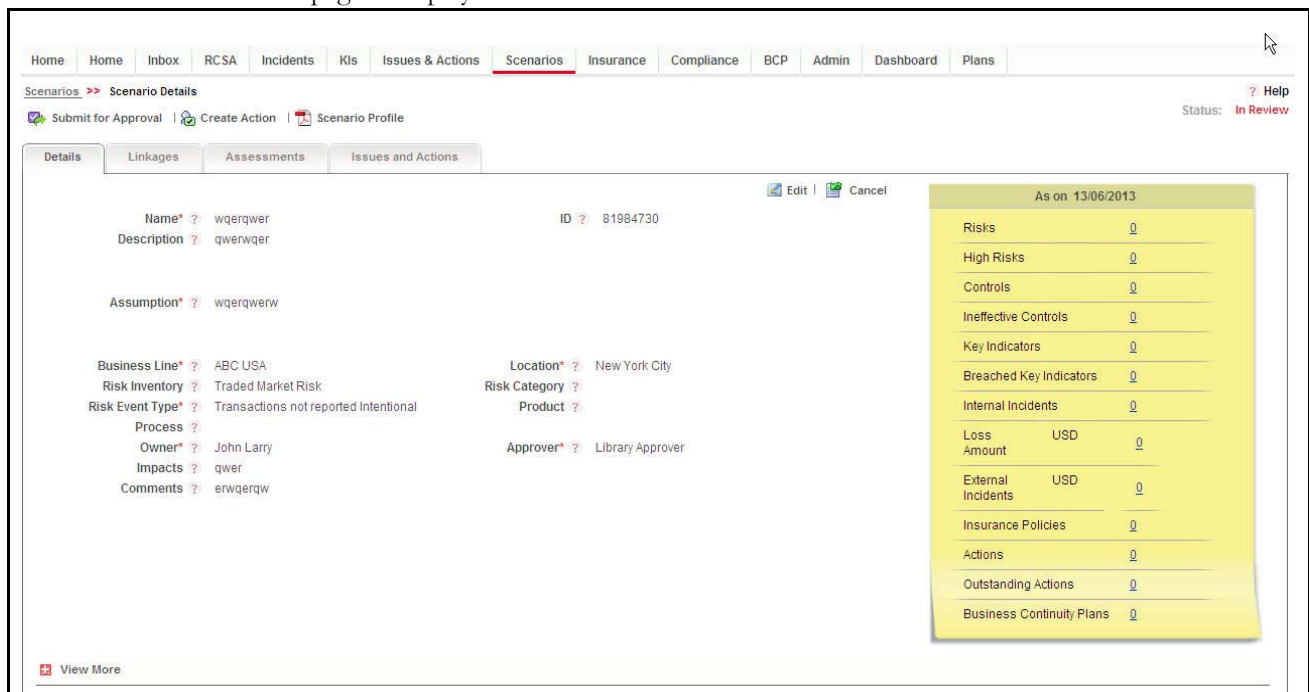 Home Home Inbox RCSA Incidents KIs Issues & Actions Scenarios Insurance Compliance BCP Admin Dashboard Plans
Scenarios >> Scenario Details ? Help
Submit for Approval | Create Action | Scenario Profile Status: In Review
Details Linkages Assessments Issues and Actions
Edit | Cancel
As on 13/06/2013
Name* ? wqerqwer ID ? 81984730
Description ? qwerwqer
Risks 0
High Risks 0
Controls 0
Assumption* ? wqerqwerw
Ineffective Controls 0
Key Indicators 0
Business Line* ? ABC USA Location* ? New York City
Risk Inventory ? Traded Market Risk Risk Category ?
Breached Key Indicators 0
Risk Event Type* ? Transactions not reported Intentional Product ?
Internal Incidents 0
Process ?
Owner* ? John Larry Approver* ? Library Approver
Loss Amount USD 0
Impacts ? qwer
Comments ? erwqerqw
External Incidents USD 0
Insurance Policies 0
Actions 0
Outstanding Actions 0
Business Continuity Plans 0
View More